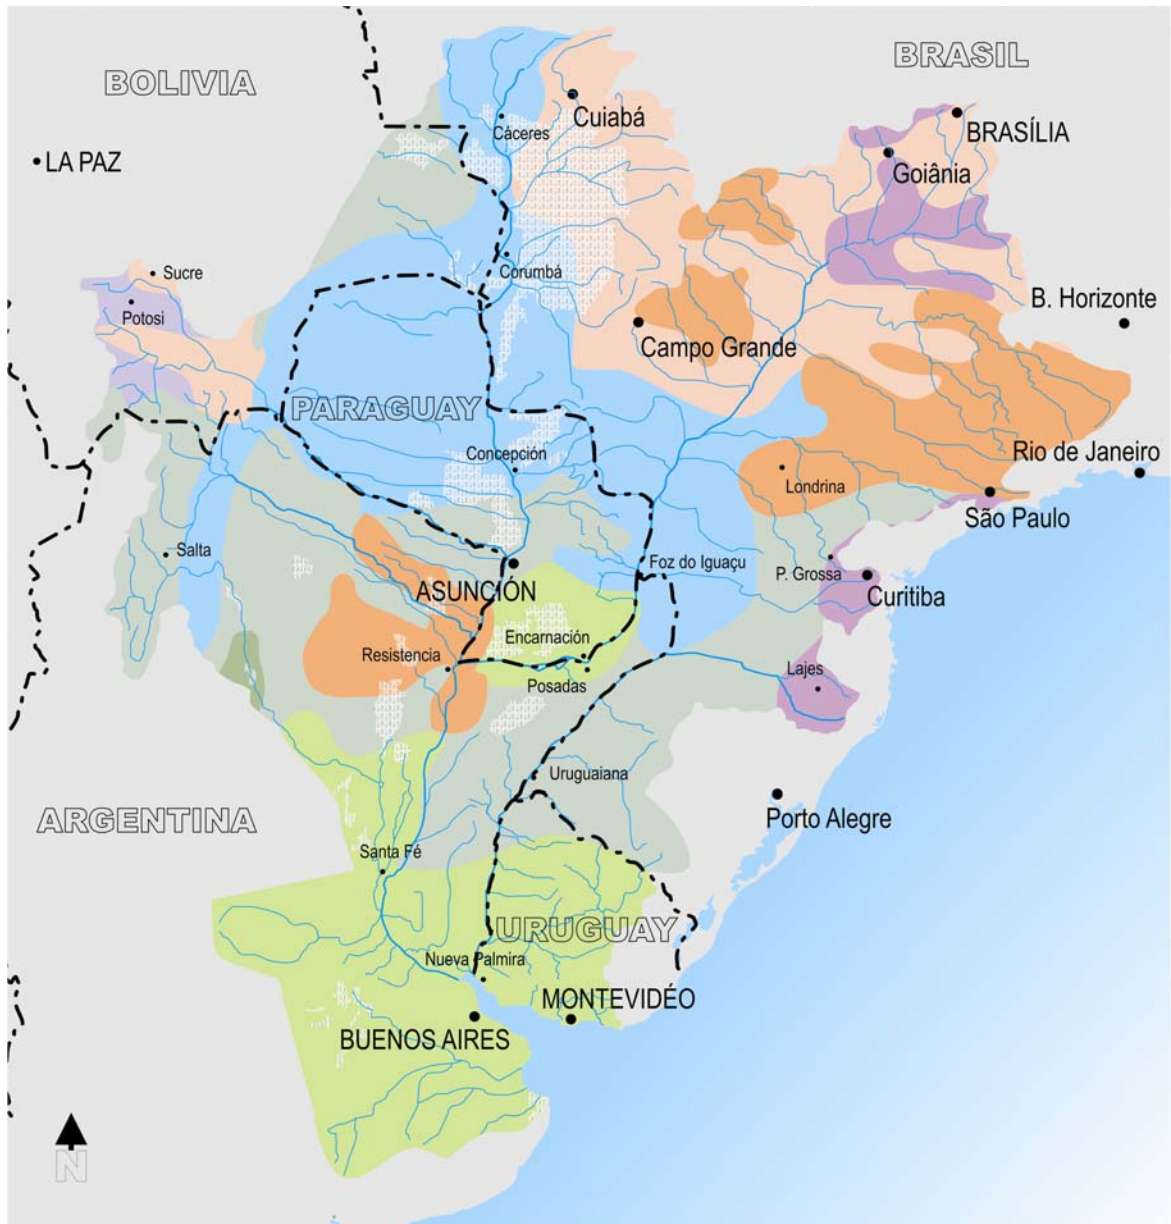 BRASIL
BOLIVIA
Cuiabá
BRASÍLIA
Cáceres
LA PAZ
Goiânia
Sucre
Corumbá
B. Horizonte
Potosi
Campo Grande
PARAGUAY
Concepción
Rio de Janeiro
Londrina
São Paulo
Salta
Foz do Iguaçu
P. Grossa
ASUNCIÓN
Curitiba
Encarnación
Resistencia
Lajes
Posadas
Uruguaiana
ARGENTINA
Porto Alegre
Santa Fé
URUGUAY
Nueva Palmira
MONTEVIDÉO
BUENOS AIRES
N